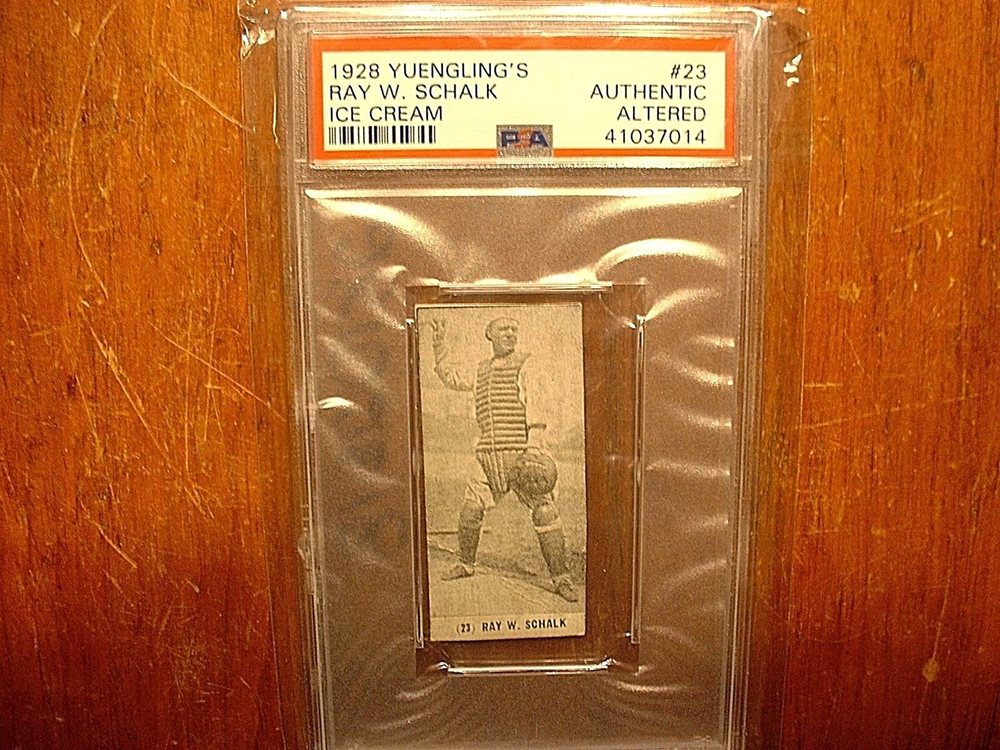 1928 YUENGLING'S #23
RAY W. SCHALK AUTHENTIC
ICE CREAM ALTERED
PSA 41037014
(23) RAY W. SCHALK